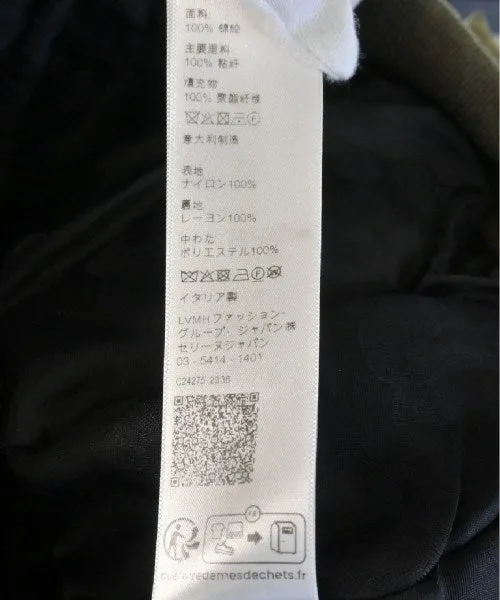 面料
100% 锦纶
主要里料
100% 粘纤
填充物
100% 聚酯纤维
意大利制造
表地
ナイロン100%
裏地
レーヨン100%
中わた
ポリエステル100%
イタリア製
LVMHファッション・
グループ・ジャパン㈱
セリーヌジャパン
03 - 5414 - 1401
C24275 2336
FR
quefairedemesdechets.fr